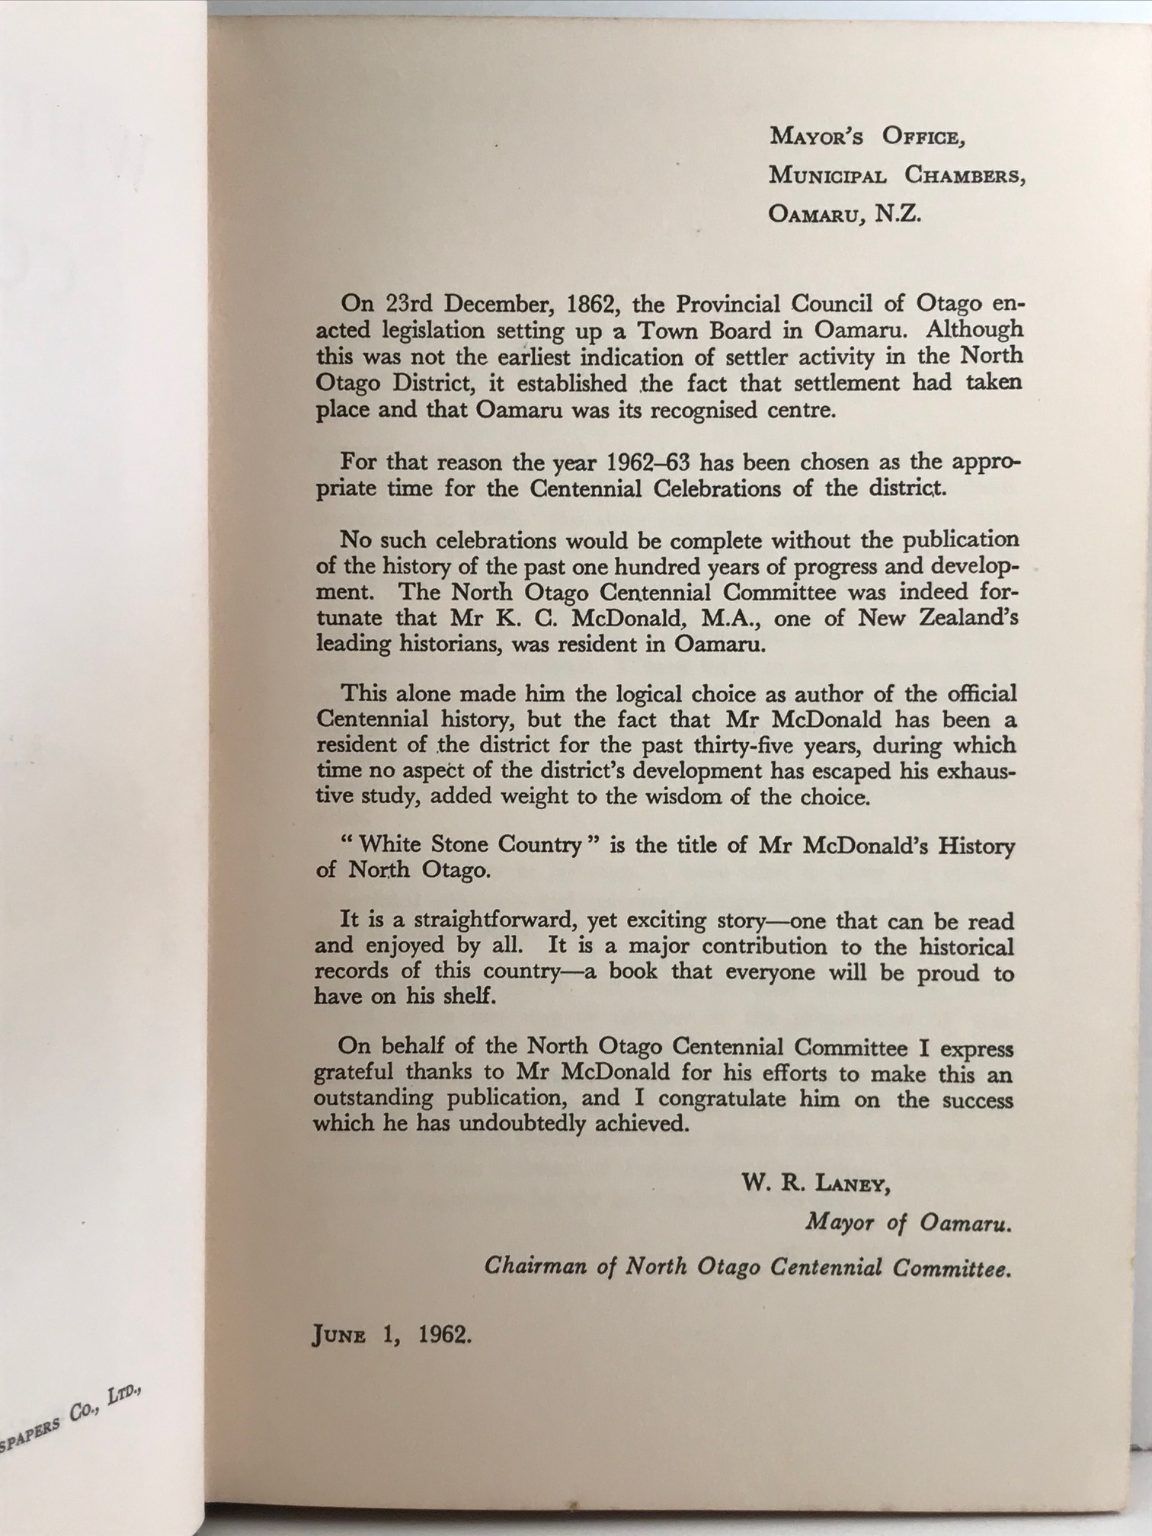 Mayor's Office,
Municipal Chambers,
Oamaru, N.Z.
On 23rd December, 1862, the Provincial Council of Otago en-
acted legislation setting up a Town Board in Oamaru. Although
this was not the earliest indication of settler activity in the North
Otago District, it established the fact that settlement had taken
place and that Oamaru was its recognised centre.
For that reason the year 1962–63 has been chosen as the appro-
priate time for the Centennial Celebrations of the district.
No such celebrations would be complete without the publication
of the history of the past one hundred years of progress and develop-
ment. The North Otago Centennial Committee was indeed for-
tunate that Mr K. C. McDonald, M.A., one of New Zealand's
leading historians, was resident in Oamaru.
This alone made him the logical choice as author of the official
Centennial history, but the fact that Mr McDonald has been a
resident of the district for the past thirty-five years, during which
time no aspect of the district's development has escaped his exhaus-
tive study, added weight to the wisdom of the choice.
" White Stone Country " is the title of Mr McDonald's History
of North Otago.
It is a straightforward, yet exciting story—one that can be read
and enjoyed by all. It is a major contribution to the historical
records of this country—a book that everyone will be proud to
have on his shelf.
On behalf of the North Otago Centennial Committee I express
grateful thanks to Mr McDonald for his efforts to make this an
outstanding publication, and I congratulate him on the success
which he has undoubtedly achieved.
W. R. Laney,
Mayor of Oamaru.
Chairman of North Otago Centennial Committee.
June 1, 1962.
Co., Ltd.,